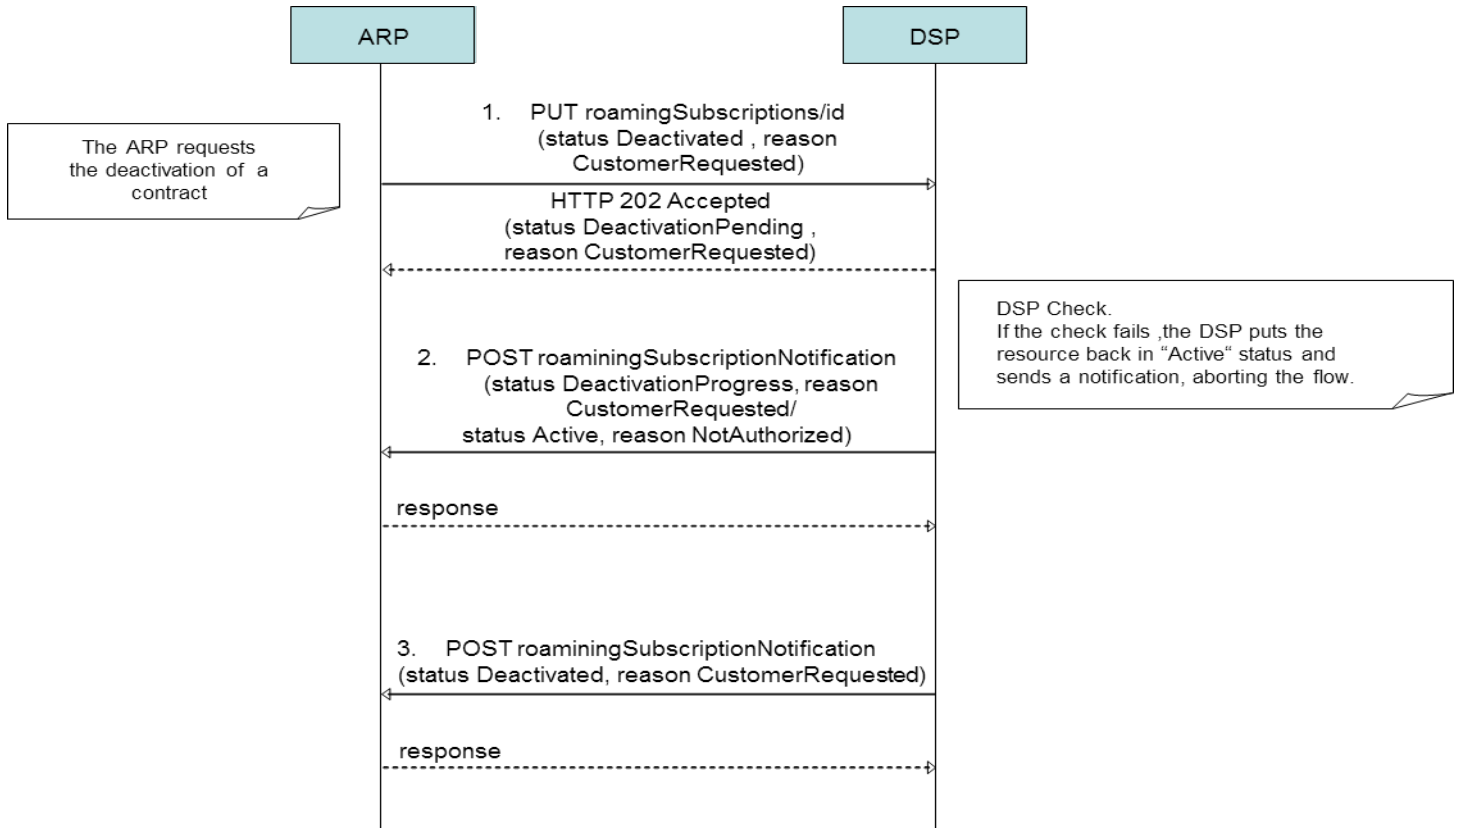 ARP
DSP
1. PUT roamingSubscriptions/id
(status Deactivated , reason
CustomerRequested)
The ARP requests
the deactivation of a
contract
HTTP 202 Accepted
(status DeactivationPending ,
reason CustomerRequested)
DSP Check.
If the check fails ,the DSP puts the
resource back in “Active“ status and
sends a notification, aborting the flow.
2. POST roaminingSubscriptionNotification
(status DeactivationProgress, reason
CustomerRequested/
status Active, reason NotAuthorized)
response
3. POST roaminingSubscriptionNotification
(status Deactivated, reason CustomerRequested)
response